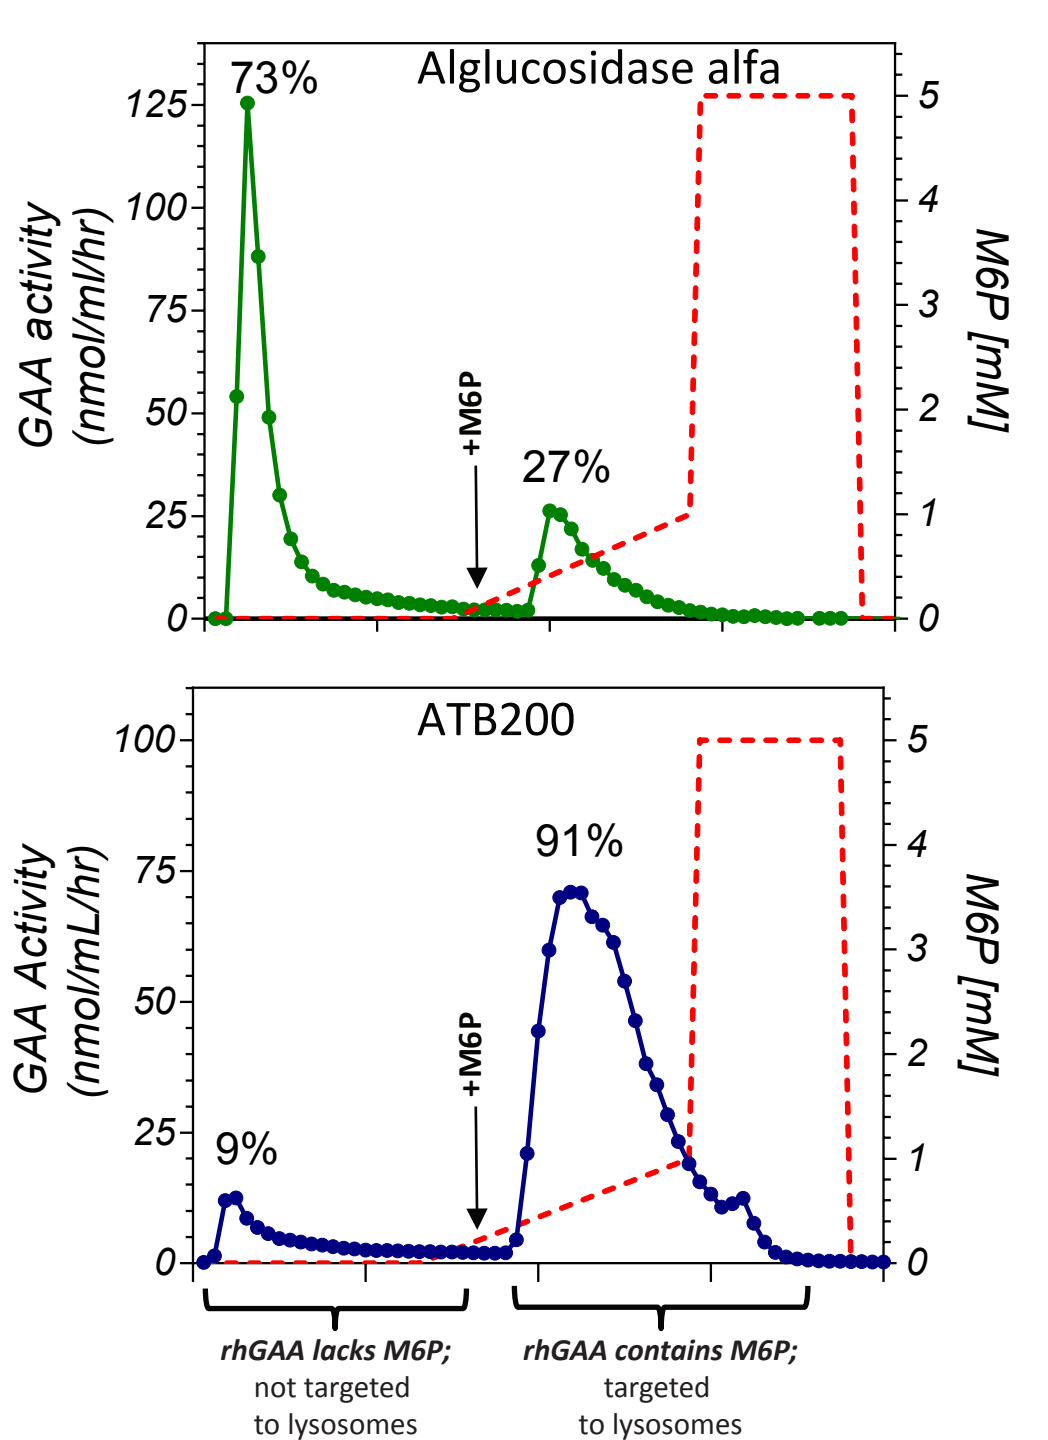 Alglucosidase alfa
73%
27%
+M6P
GAA activity
(nmol/ml/hr)
125
100
75
50
25
0
M6P [mM]
5
4
3
2
1
0
ATB200
9%
91%
+M6P
GAA Activity
(nmol/mL/hr)
100
75
50
25
0
M6P [mM]
5
4
3
2
1
0
rhGAA lacks M6P;
not targeted
to lysosomes
rhGAA contains M6P;
targeted
to lysosomes